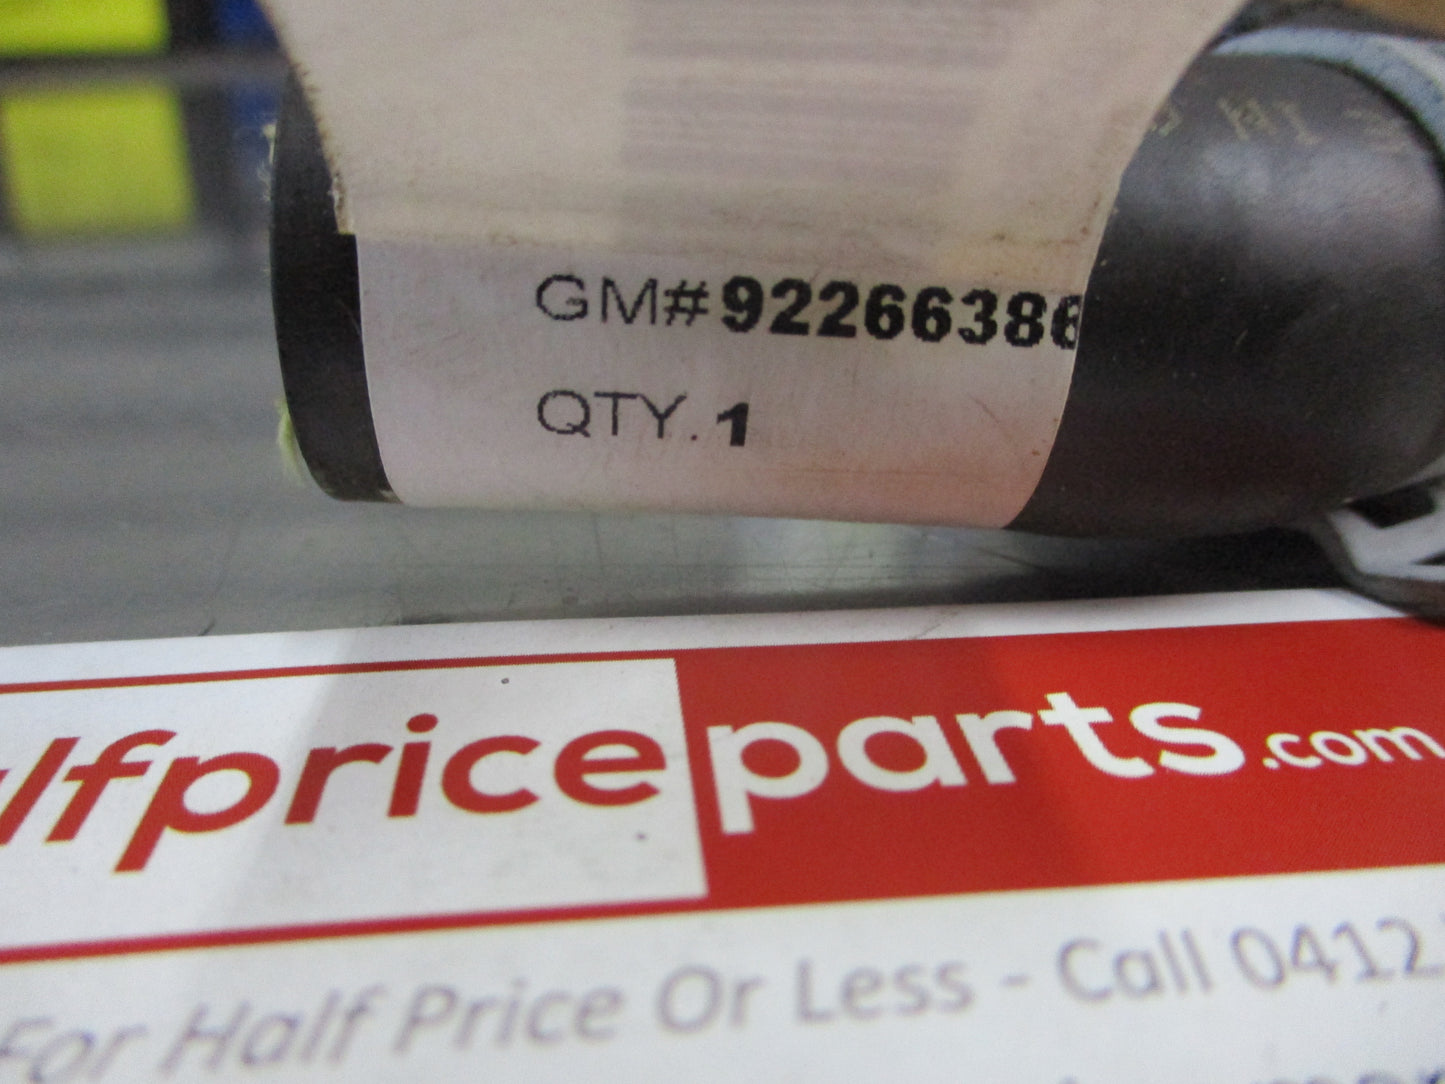 GM#92266386
QTY. 1
lfpriceparts.com
For Half Price Or Less - Call 0412